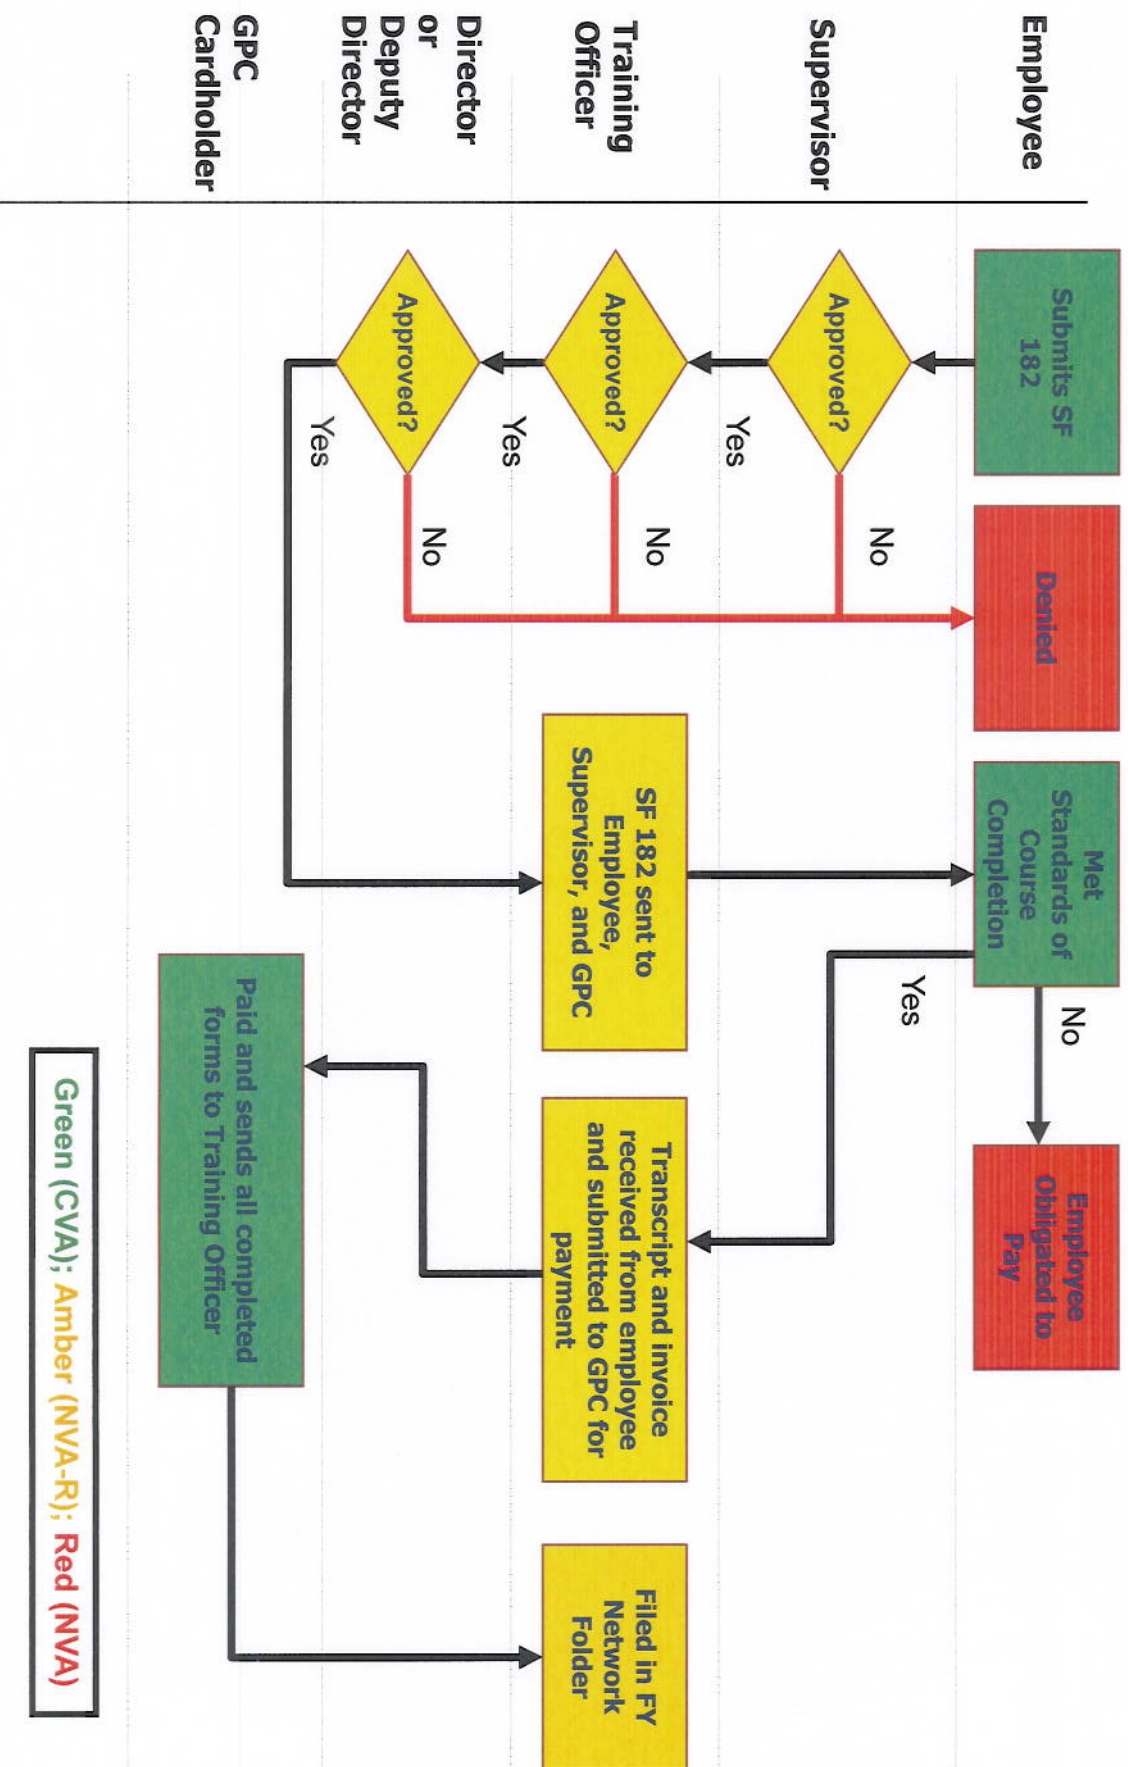 Employee
Submits SF
182
Denied
Met
Standards of
Course
Completion
No
Employee
Obligated to
Pay
Yes
Supervisor
Approved?
No
Yes
Training
Officer
Approved?
No
SF 182 sent to
Employee,
Supervisor, and GPC
Transcript and invoice
received from employee
and submitted to GPC for
payment
Filed in FY
Network
Folder
Yes
Director
or
Deputy
Director
Approved?
No
Yes
GPC
Cardholder
Paid and sends all completed
forms to Training Officer
Green (CVA); Amber (NVA-R); Red (NVA)